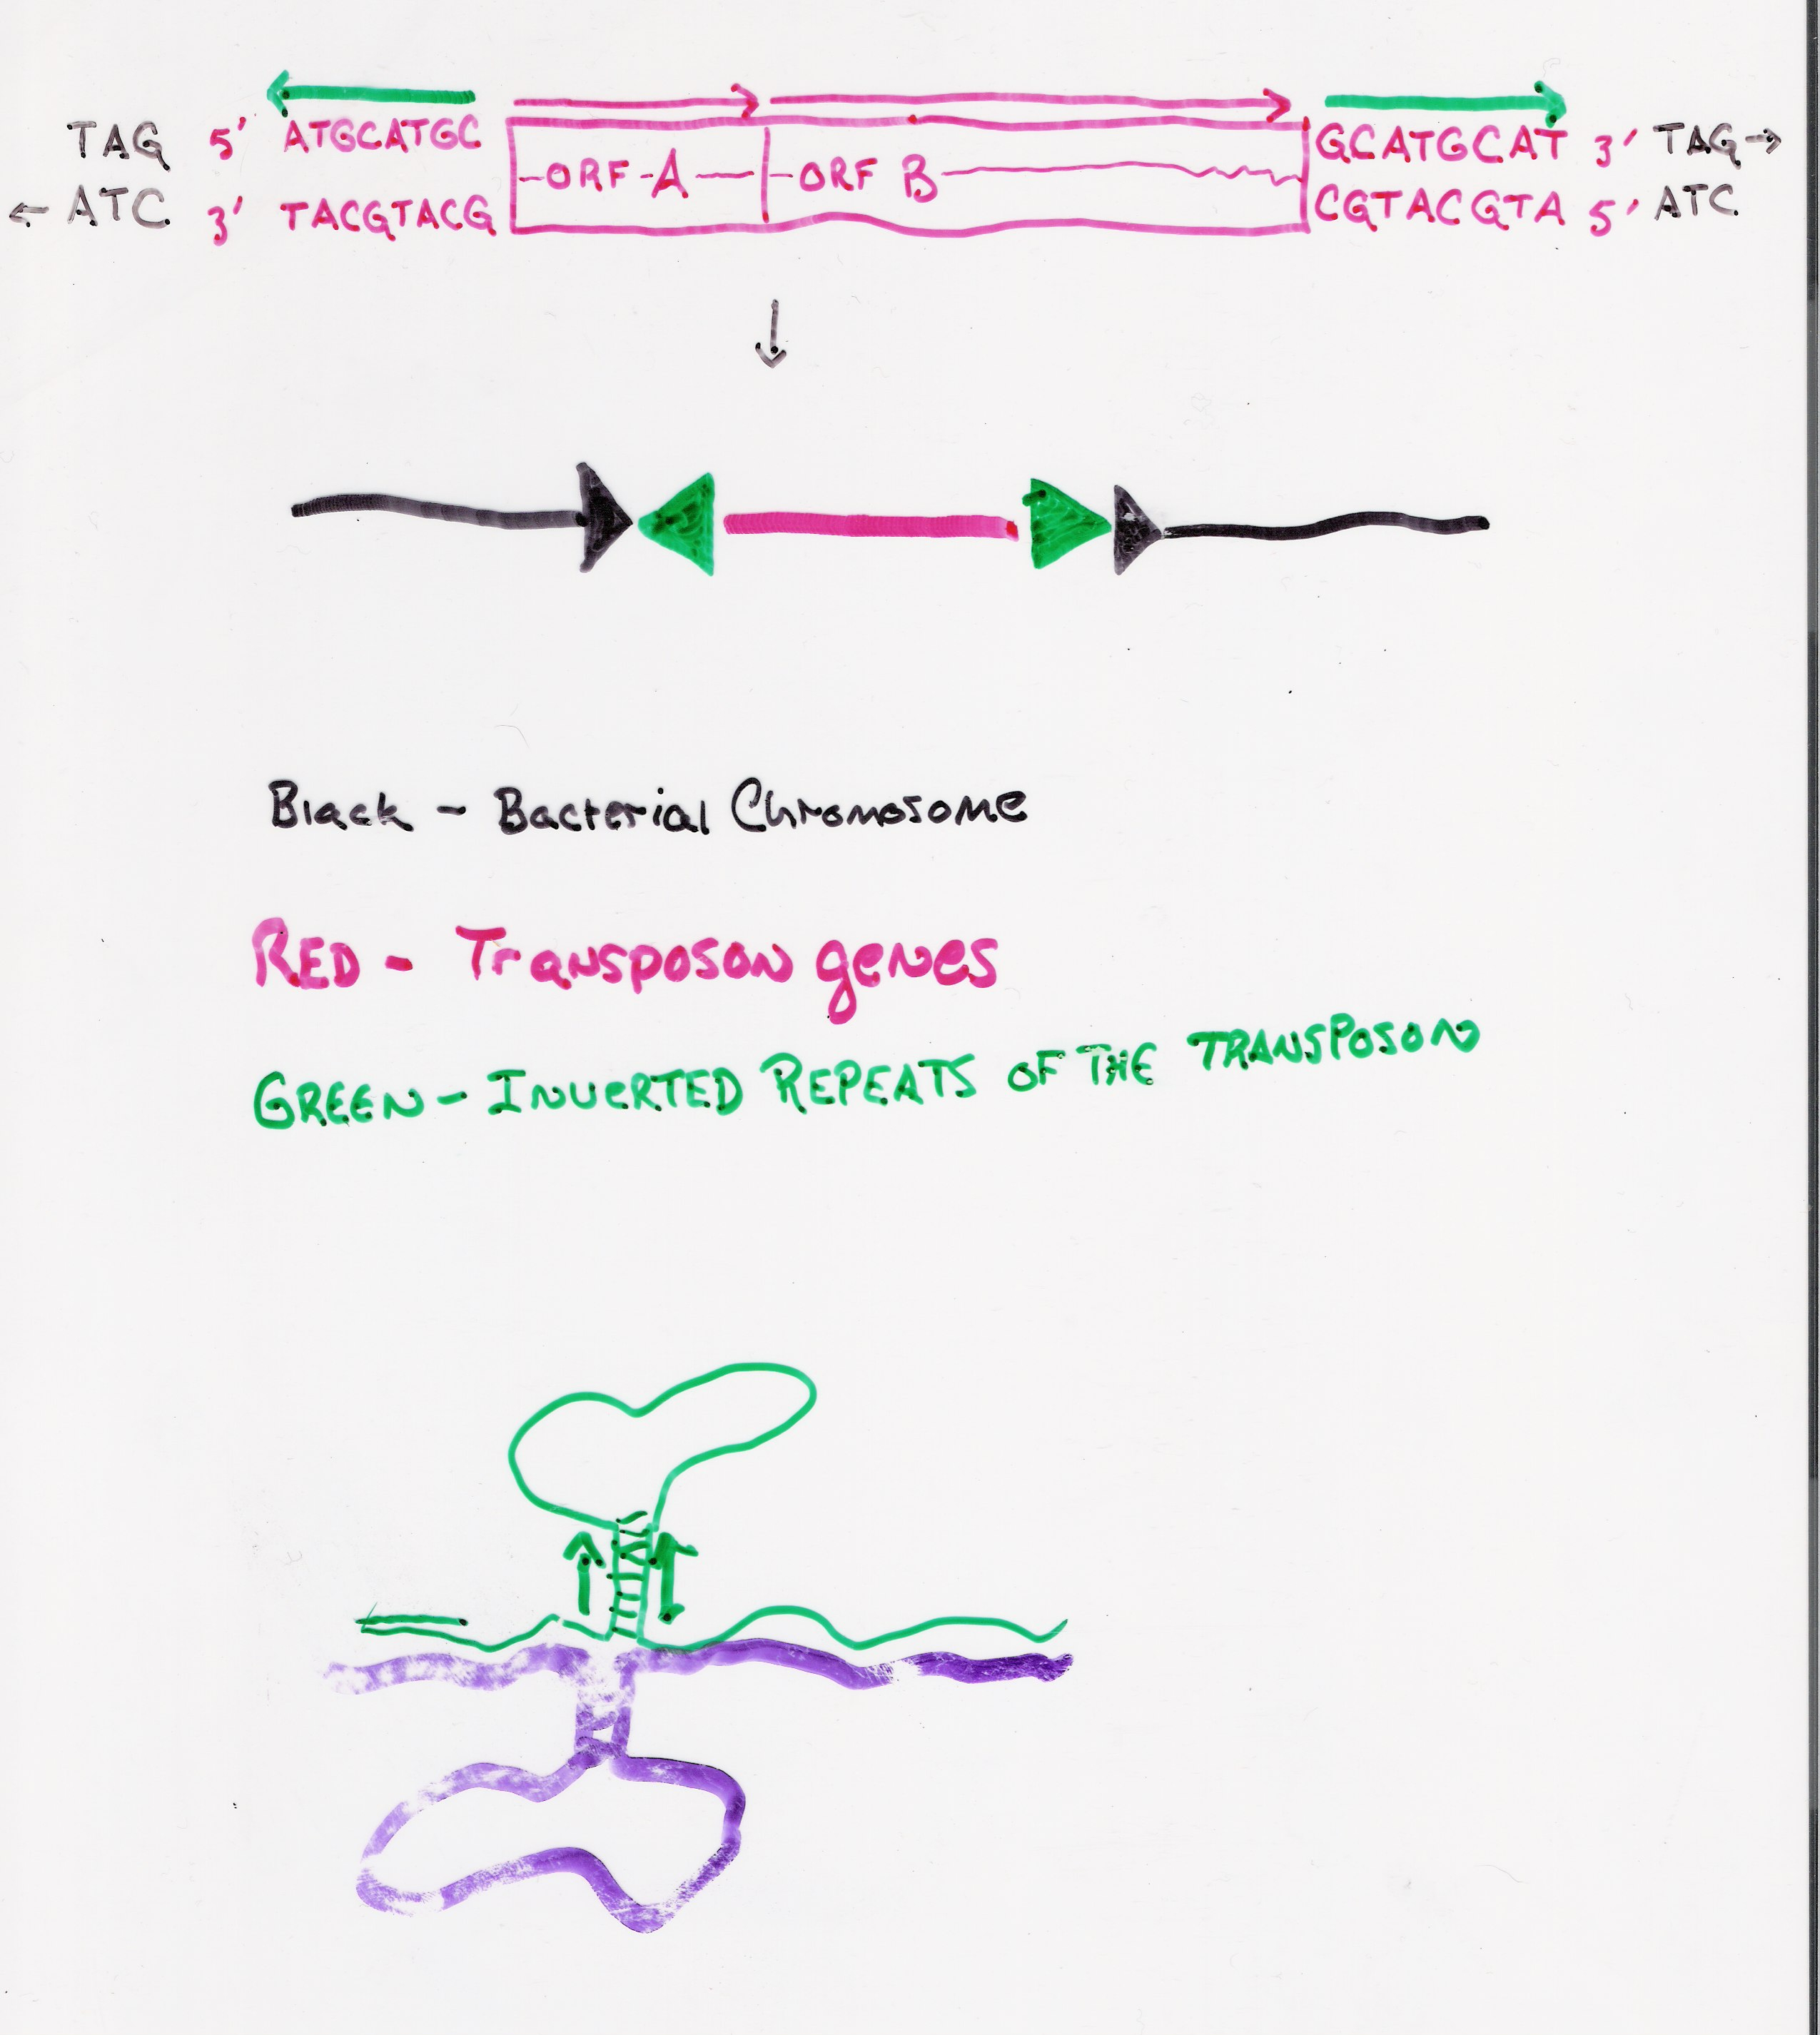 TAG 5' ATGCATGC GCATGCAT 3' TAG→
-ORF-A- -ORF B-
←ATC 3' TACGTACG CGTACGTA 5' ATC
Black - Bacterial Chromosome
RED - Transposon genes
GREEN - INVERTED REPEATS OF THE TRANSPOSON